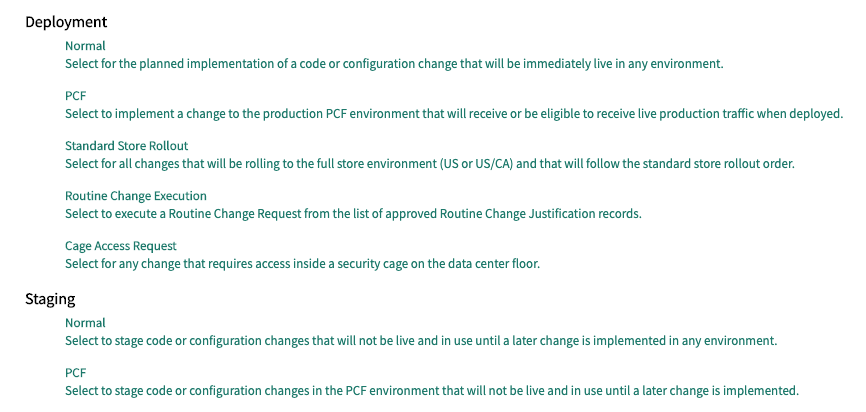 Deployment
Normal
Select for the planned implementation of a code or configuration change that will be immediately live in any environment.
PCF
Select to implement a change to the production PCF environment that will receive or be eligible to receive live production traffic when deployed.
Standard Store Rollout
Select for all changes that will be rolling to the full store environment (US or US/CA) and that will follow the standard store rollout order.
Routine Change Execution
Select to execute a Routine Change Request from the list of approved Routine Change Justification records.
Cage Access Request
Select for any change that requires access inside a security cage on the data center floor.
Staging
Normal
Select to stage code or configuration changes that will not be live and in use until a later change is implemented in any environment.
PCF
Select to stage code or configuration changes in the PCF environment that will not be live and in use until a later change is implemented.